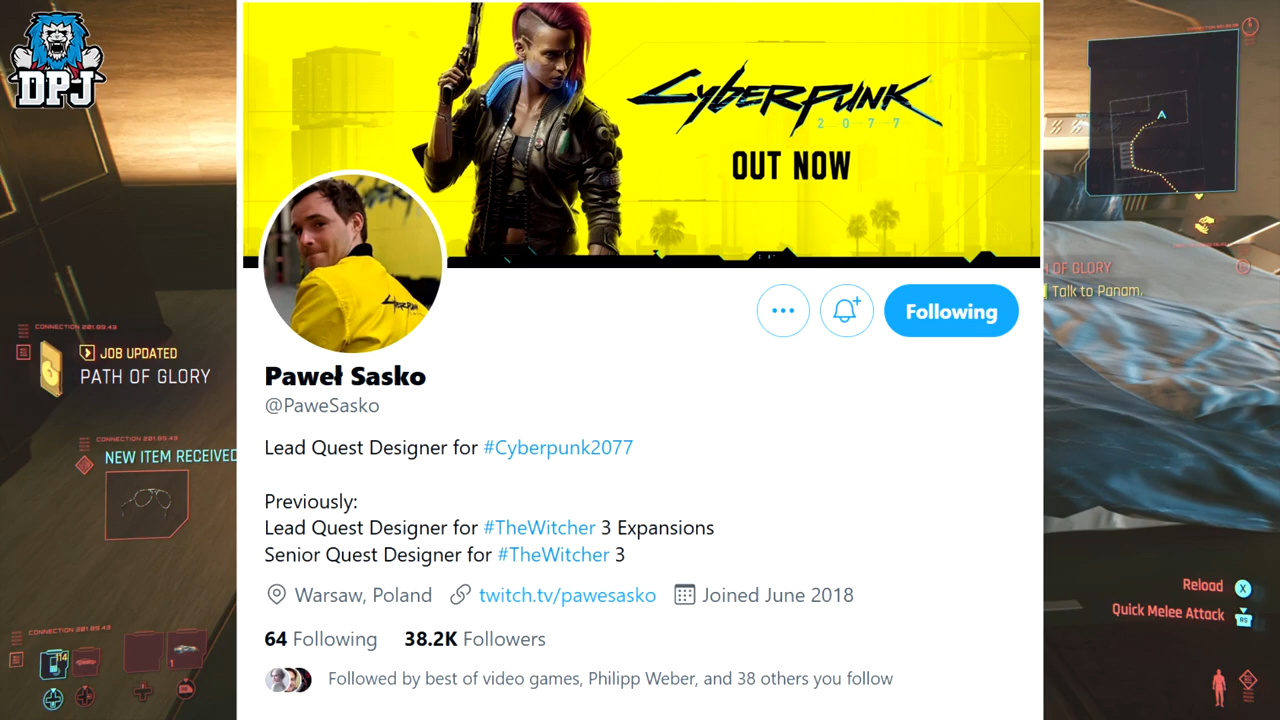 DPJ
CYBERPUNK
2077
OUT NOW
Following
Paweł Sasko
@PaweSasko
Lead Quest Designer for #Cyberpunk2077
Previously:
Lead Quest Designer for #TheWitcher 3 Expansions
Senior Quest Designer for #TheWitcher 3
Warsaw, Poland twitch.tv/pawesasko Joined June 2018
64 Following 38.2K Followers
Followed by best of video games, Philipp Weber, and 38 others you follow
JOB UPDATED
PATH OF GLORY
NEW ITEM RECEIVED
14
1
A
OF GLORY
Talk to Panam.
Reload X
Quick Melee Attack RS